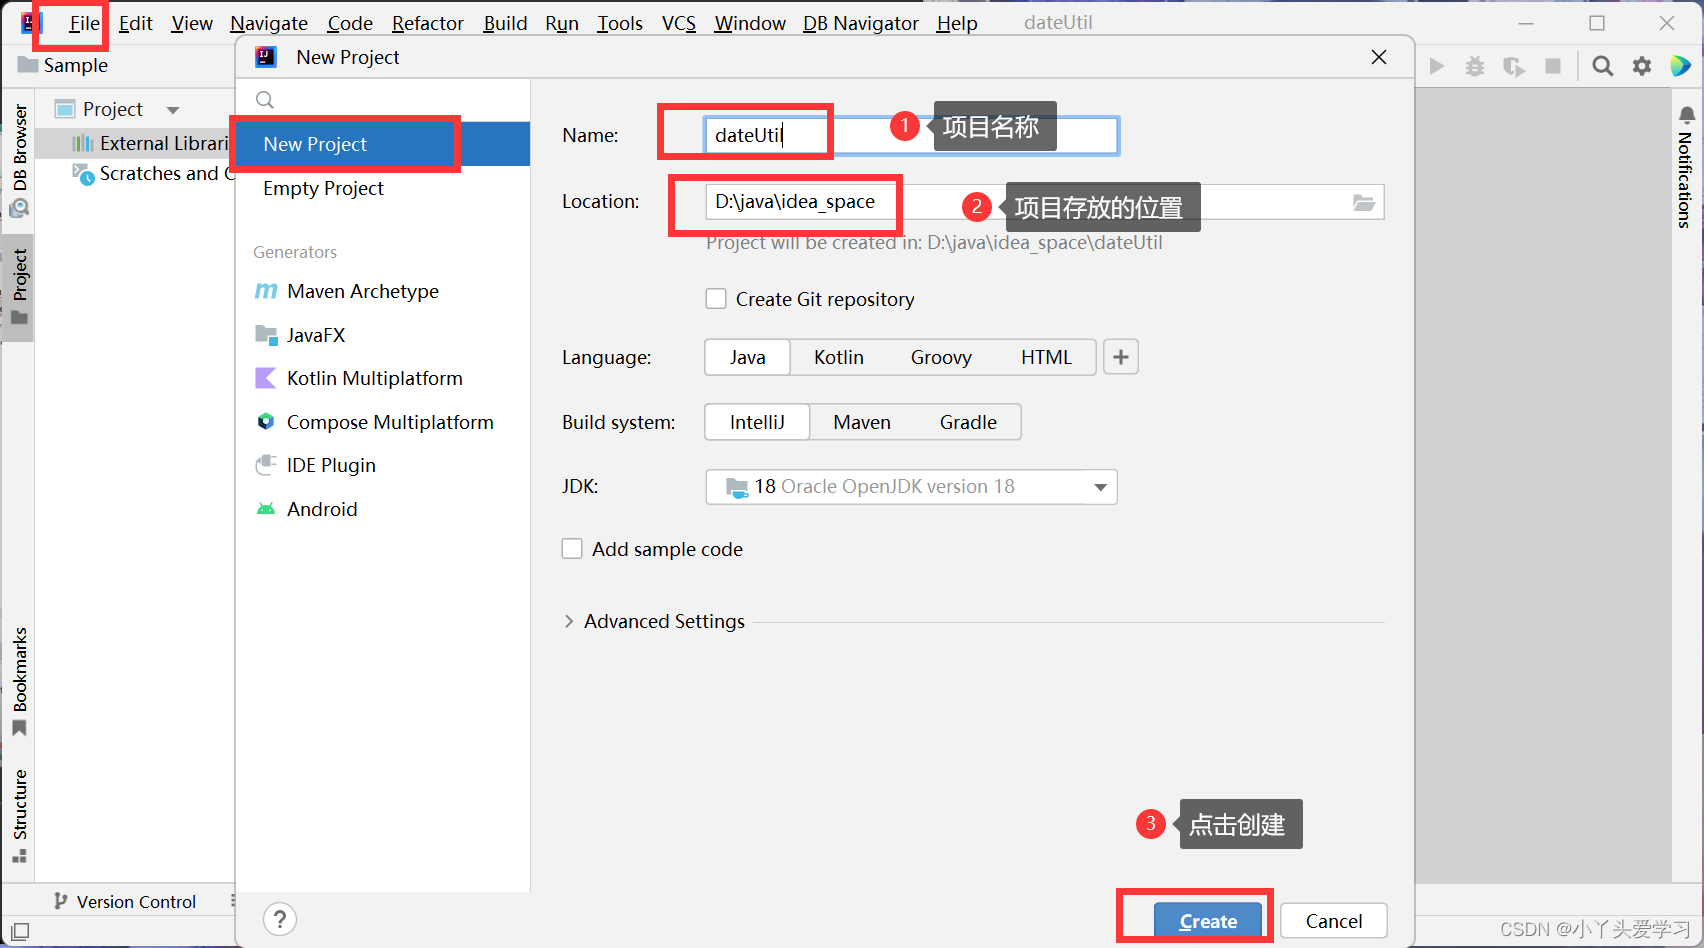 File Edit View Navigate Code Refactor Build Run Tools VCS Window DB Navigator Help dateUtil
Sample
New Project
Project
External Librari
Scratches and C
DB Browser
Project
Bookmarks
Structure
Notifications
New Project
Empty Project
Generators
Maven Archetype
JavaFX
Kotlin Multiplatform
Compose Multiplatform
IDE Plugin
Android
Name: dateUtil 1 项目名称
Location: D:\java\idea_space 2 项目存放的位置
Project will be created in: D:\java\idea_space\dateUtil
Create Git repository
Language: Java Kotlin Groovy HTML +
Build system: IntelliJ Maven Gradle
JDK: 18 Oracle OpenJDK version 18
Add sample code
Advanced Settings
3 点击创建
Version Control
? Create Cancel
CSDN @小丫头爱学习